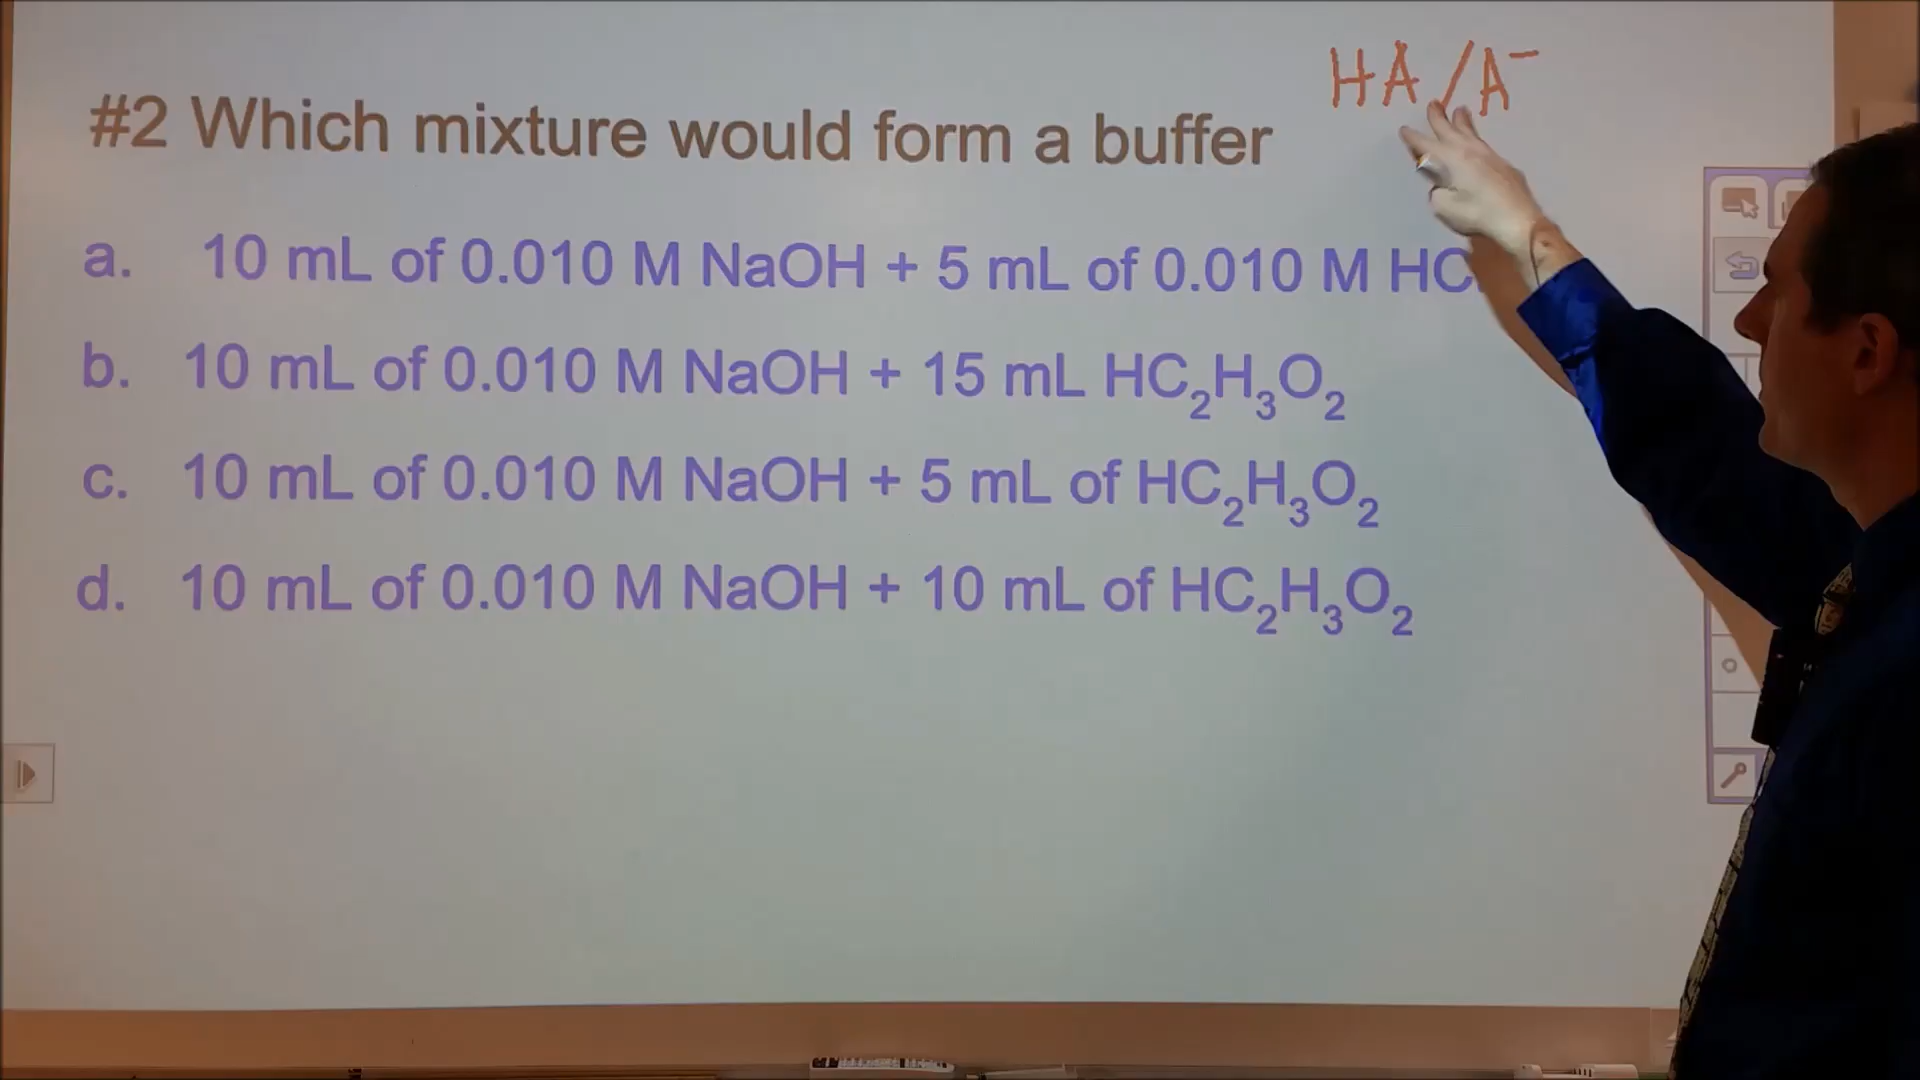 HA/A⁻
#2 Which mixture would form a buffer
a. 10 mL of 0.010 M NaOH + 5 mL of 0.010 M
b. 10 mL of 0.010 M NaOH + 15 mL HC₂H₃O₂
c. 10 mL of 0.010 M NaOH + 5 mL of HC₂H₃O₂
d. 10 mL of 0.010 M NaOH + 10 mL of HC₂H₃O₂